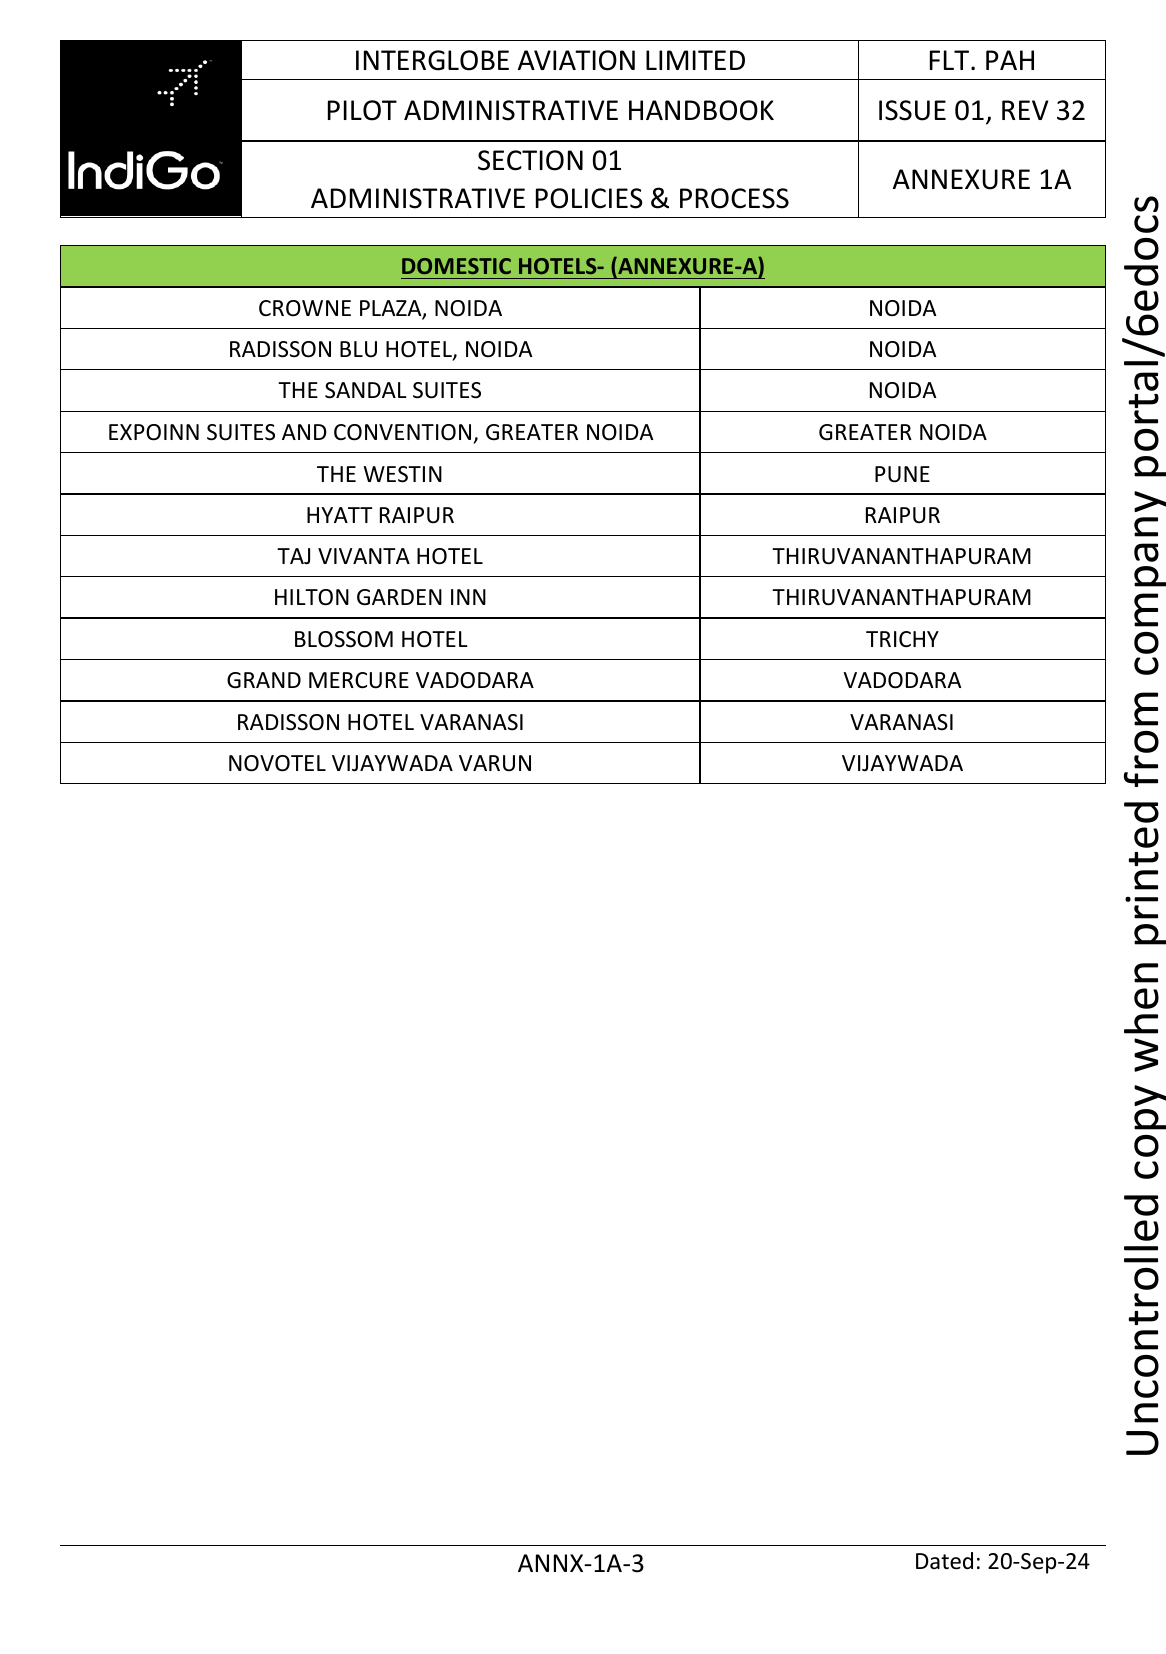 IndiGo
INTERGLOBE AVIATION LIMITED
FLT. PAH
PILOT ADMINISTRATIVE HANDBOOK
ISSUE 01, REV 32
SECTION 01
ADMINISTRATIVE POLICIES & PROCESS
ANNEXURE 1A
DOMESTIC HOTELS- (ANNEXURE-A)
CROWNE PLAZA, NOIDA
NOIDA
RADISSON BLU HOTEL, NOIDA
NOIDA
THE SANDAL SUITES
NOIDA
EXPOINN SUITES AND CONVENTION, GREATER NOIDA
GREATER NOIDA
THE WESTIN
PUNE
HYATT RAIPUR
RAIPUR
TAJ VIVANTA HOTEL
THIRUVANANTHAPURAM
HILTON GARDEN INN
THIRUVANANTHAPURAM
BLOSSOM HOTEL
TRICHY
GRAND MERCURE VADODARA
VADODARA
RADISSON HOTEL VARANASI
VARANASI
NOVOTEL VIJAYWADA VARUN
VIJAYWADA
Uncontrolled copy when printed from company portal/6edocs
ANNX-1A-3
Dated: 20-Sep-24